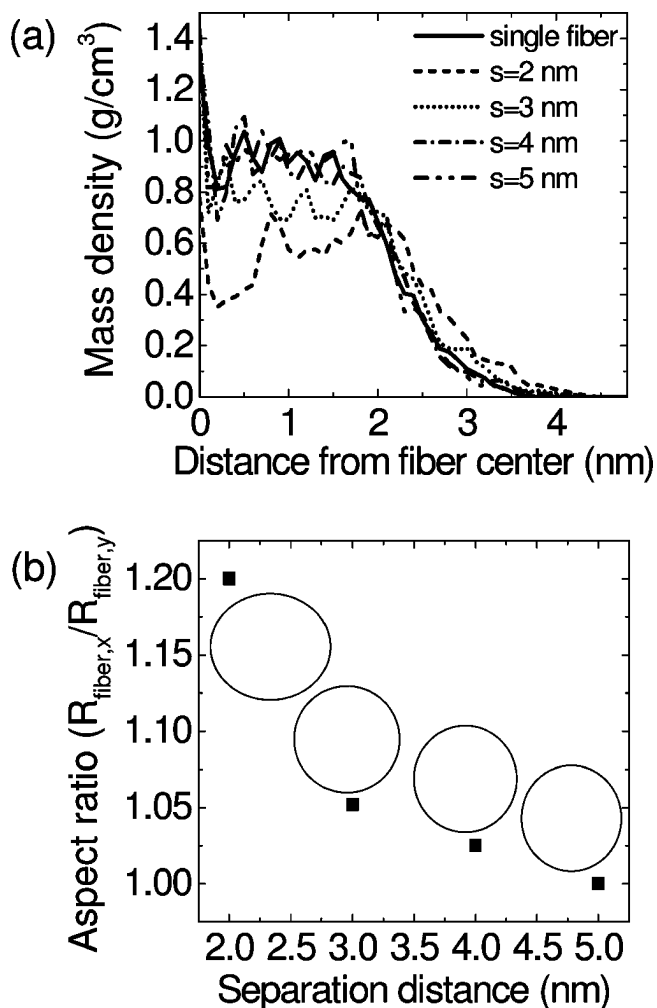 (a)
Mass density (g/cm³)
1.4
1.2
1.0
0.8
0.6
0.4
0.2
0.0
single fiber
s=2 nm
s=3 nm
s=4 nm
s=5 nm
0 1 2 3 4
Distance from fiber center (nm)
(b)
Aspect ratio (R_fiber,x/R_fiber,y)
1.20
1.15
1.10
1.05
1.00
2.0 2.5 3.0 3.5 4.0 4.5 5.0
Separation distance (nm)